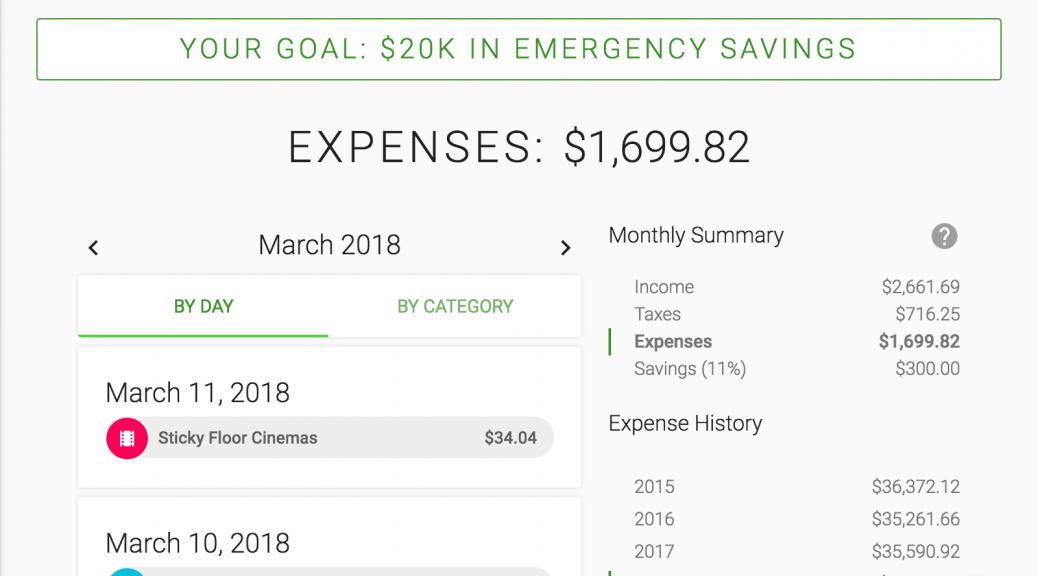 YOUR GOAL: $20K IN EMERGENCY SAVINGS
EXPENSES: $1,699.82
March 2018
BY DAY BY CATEGORY
March 11, 2018
Sticky Floor Cinemas $34.04
March 10, 2018
Monthly Summary ?
Income $2,661.69
Taxes $716.25
Expenses $1,699.82
Savings (11%) $300.00
Expense History
2015 $36,372.12
2016 $35,261.66
2017 $35,590.92